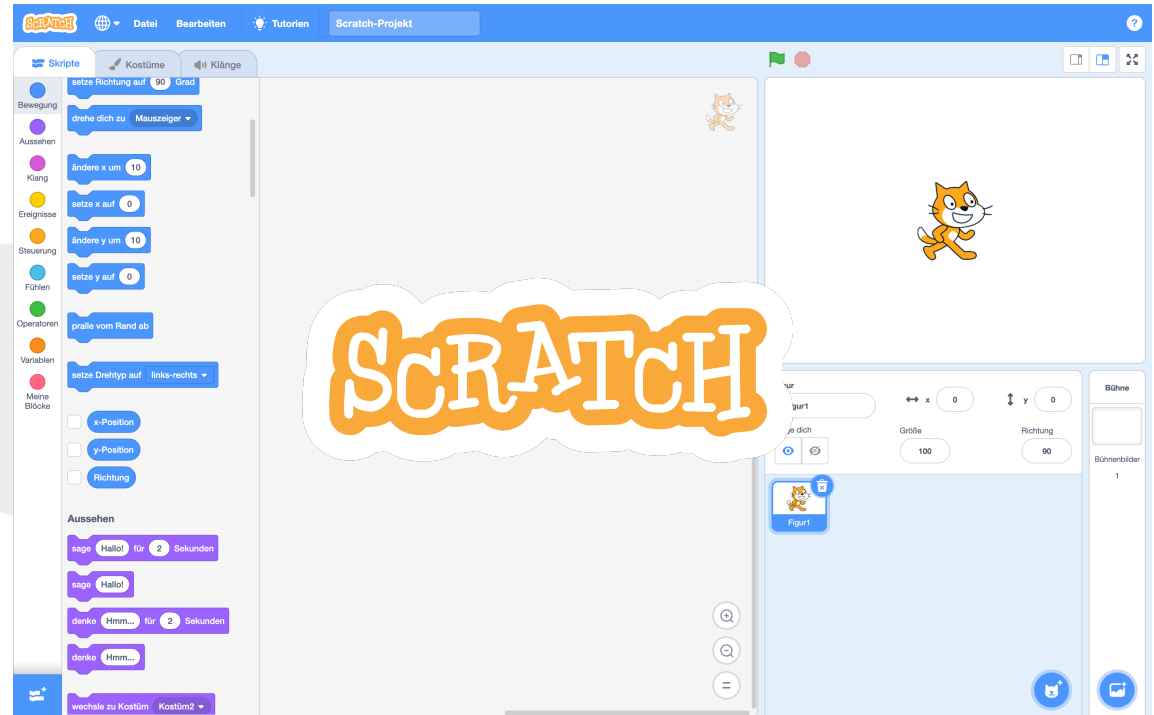 SCRATCH
Datei
Bearbeiten
Tutorien
Scratch-Projekt
?
Skripte
Kostüme
Klänge
Bewegung
Aussehen
Klang
Ereignisse
Steuerung
Fühlen
Operatoren
Variablen
Meine
Blöcke
setze Richtung auf 90 Grad
drehe dich zu Mauszeiger
ändere x um 10
setze x auf 0
ändere y um 10
setze y auf 0
pralle vom Rand ab
setze Drehtyp auf links-rechts
x-Position
y-Position
Richtung
Aussehen
sage Hallo! für 2 Sekunden
sage Hallo!
denke Hmm... für 2 Sekunden
denke Hmm...
wechsle zu Kostüm Kostüm2
SCRATCH
x 0
y 0
Größe
100
Richtung
90
Figur1
Bühne
Bühnenbilder
1